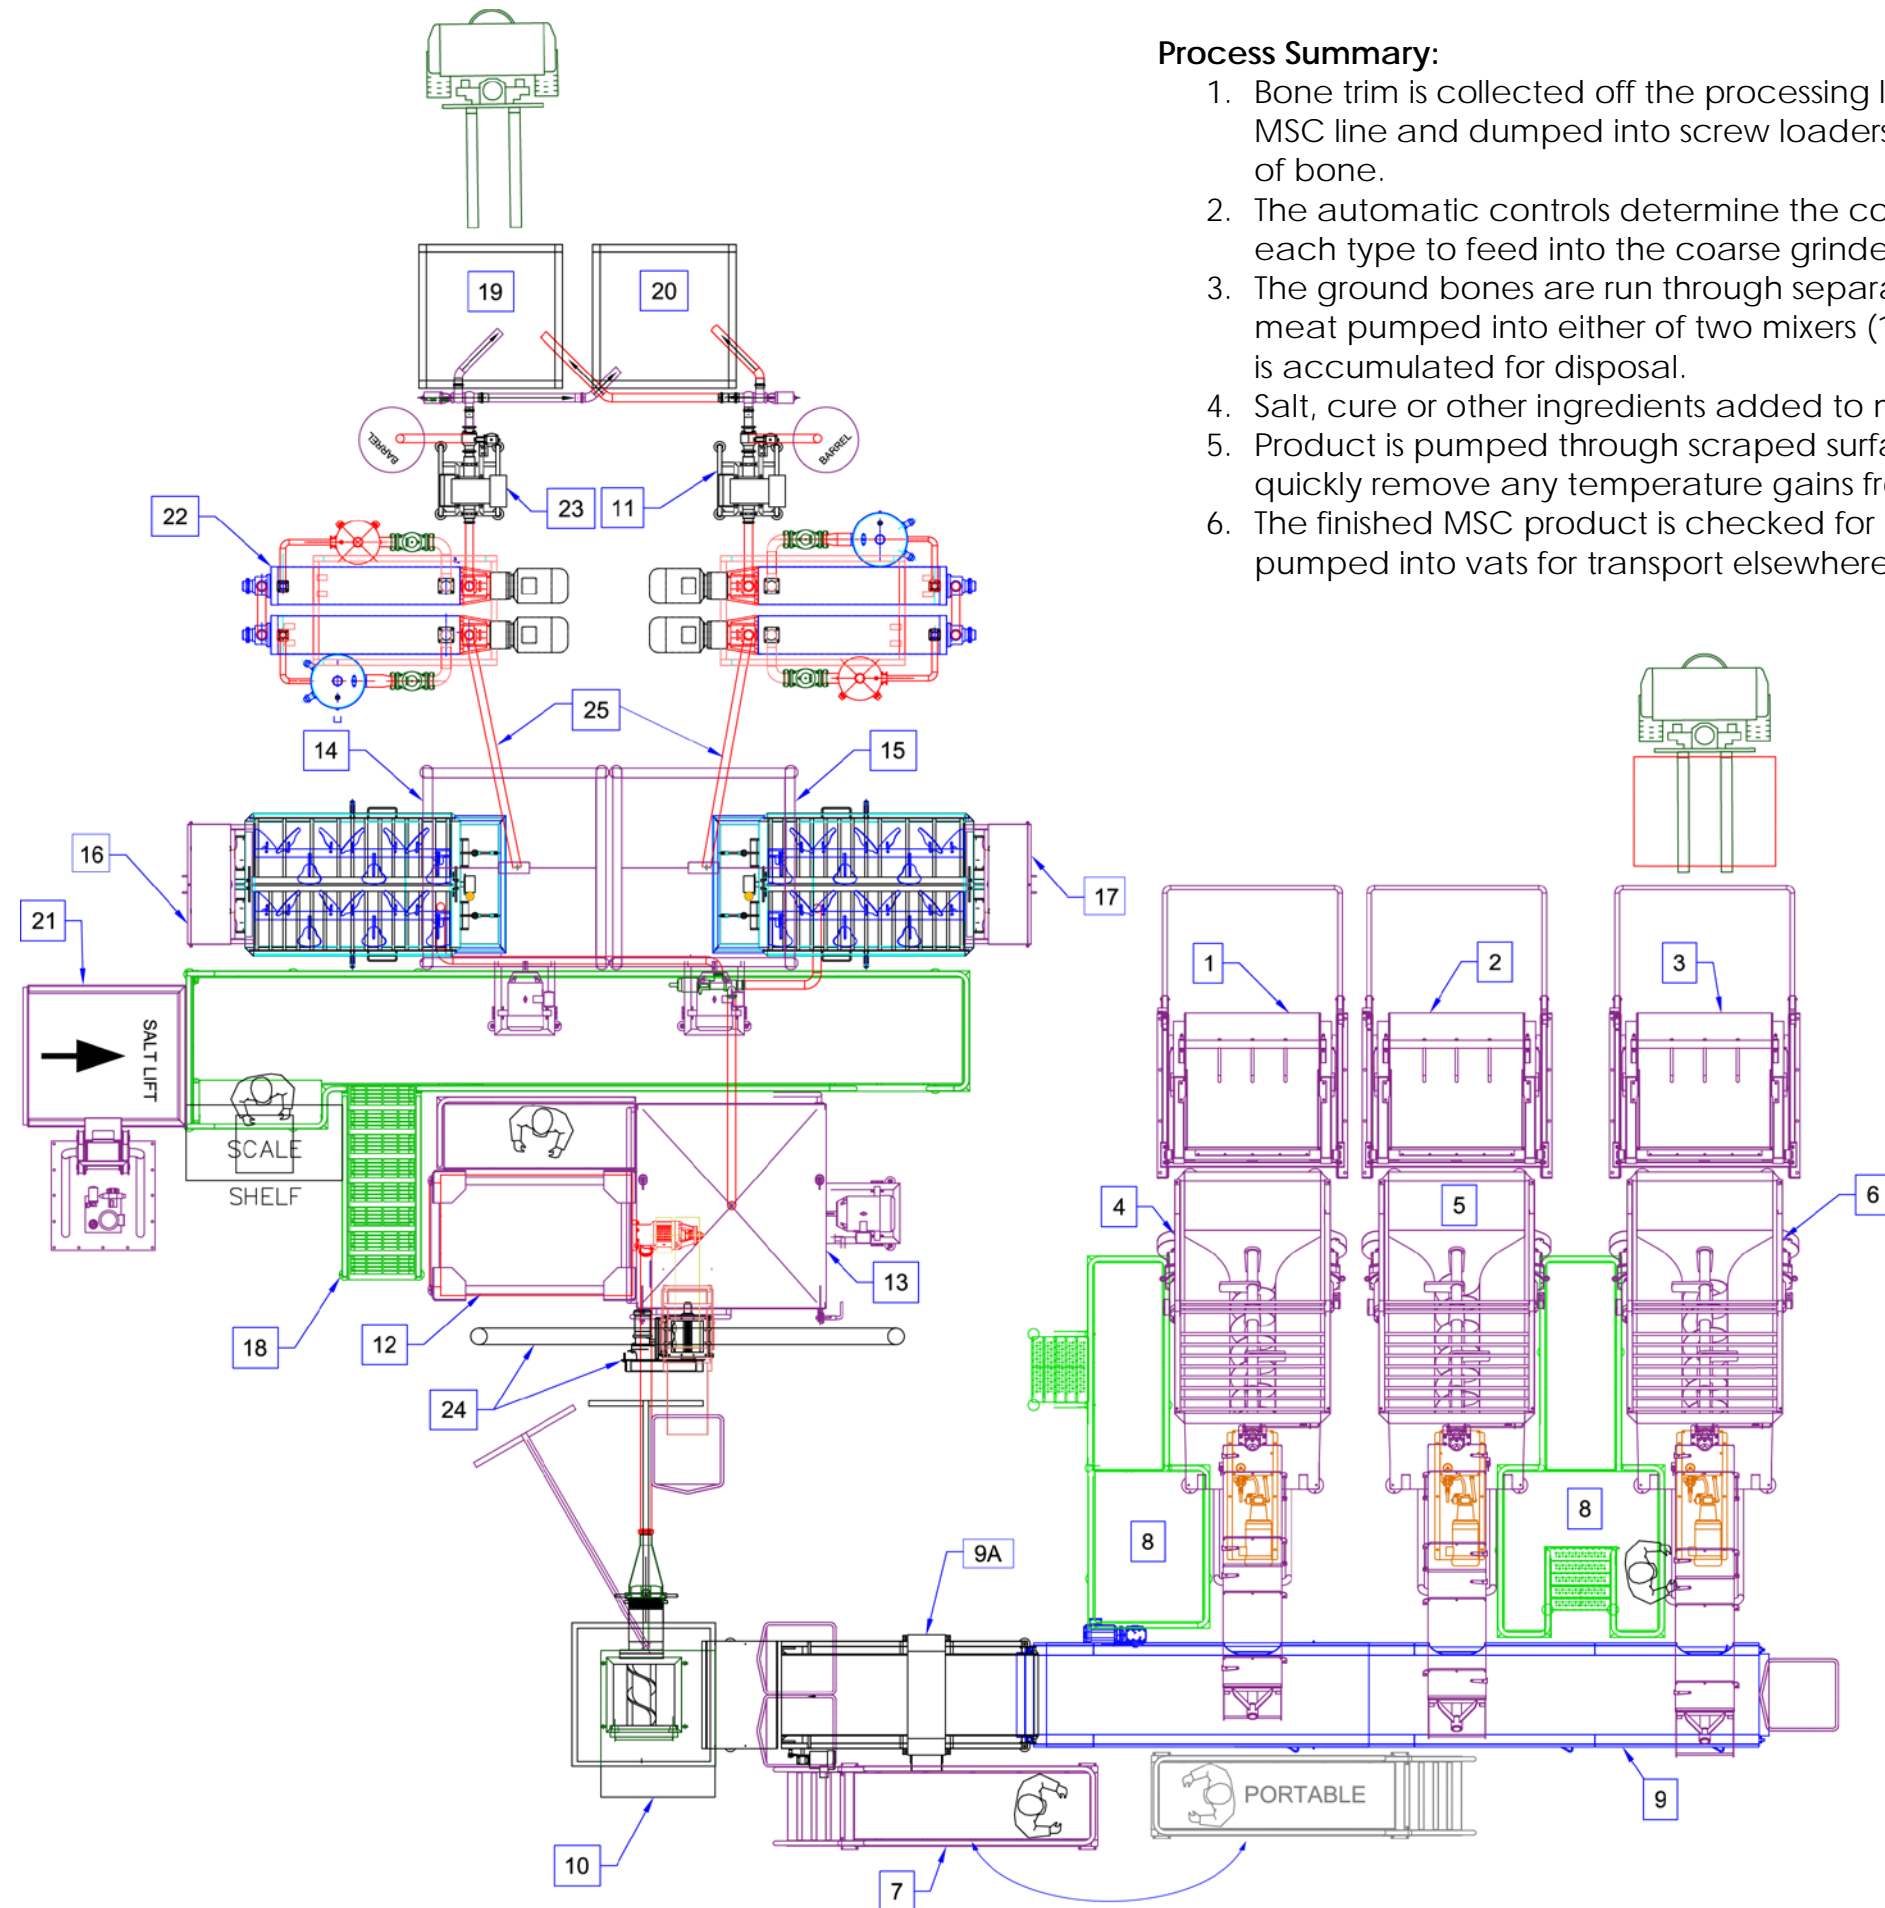 Process Summary:
1. Bone trim is collected off the processing
MSC line and dumped into screw loaders
of bone.
2. The automatic controls determine the
each type to feed into the coarse
3. The ground bones are run through
meat pumped into either of two mixers
is accumulated for disposal.
4. Salt, cure or other ingredients added to
5. Product is pumped through scraped
quickly remove any temperature gains
6. The finished MSC product is checked for
pumped into vats for transport elsewhere
19
20
BARREL
BARREL
22
23
11
25
14
15
16
17
21
1
2
3
SALT LIFT
SCALE
SHELF
4
5
6
13
18
12
24
8
8
9A
10
PORTABLE
9
7